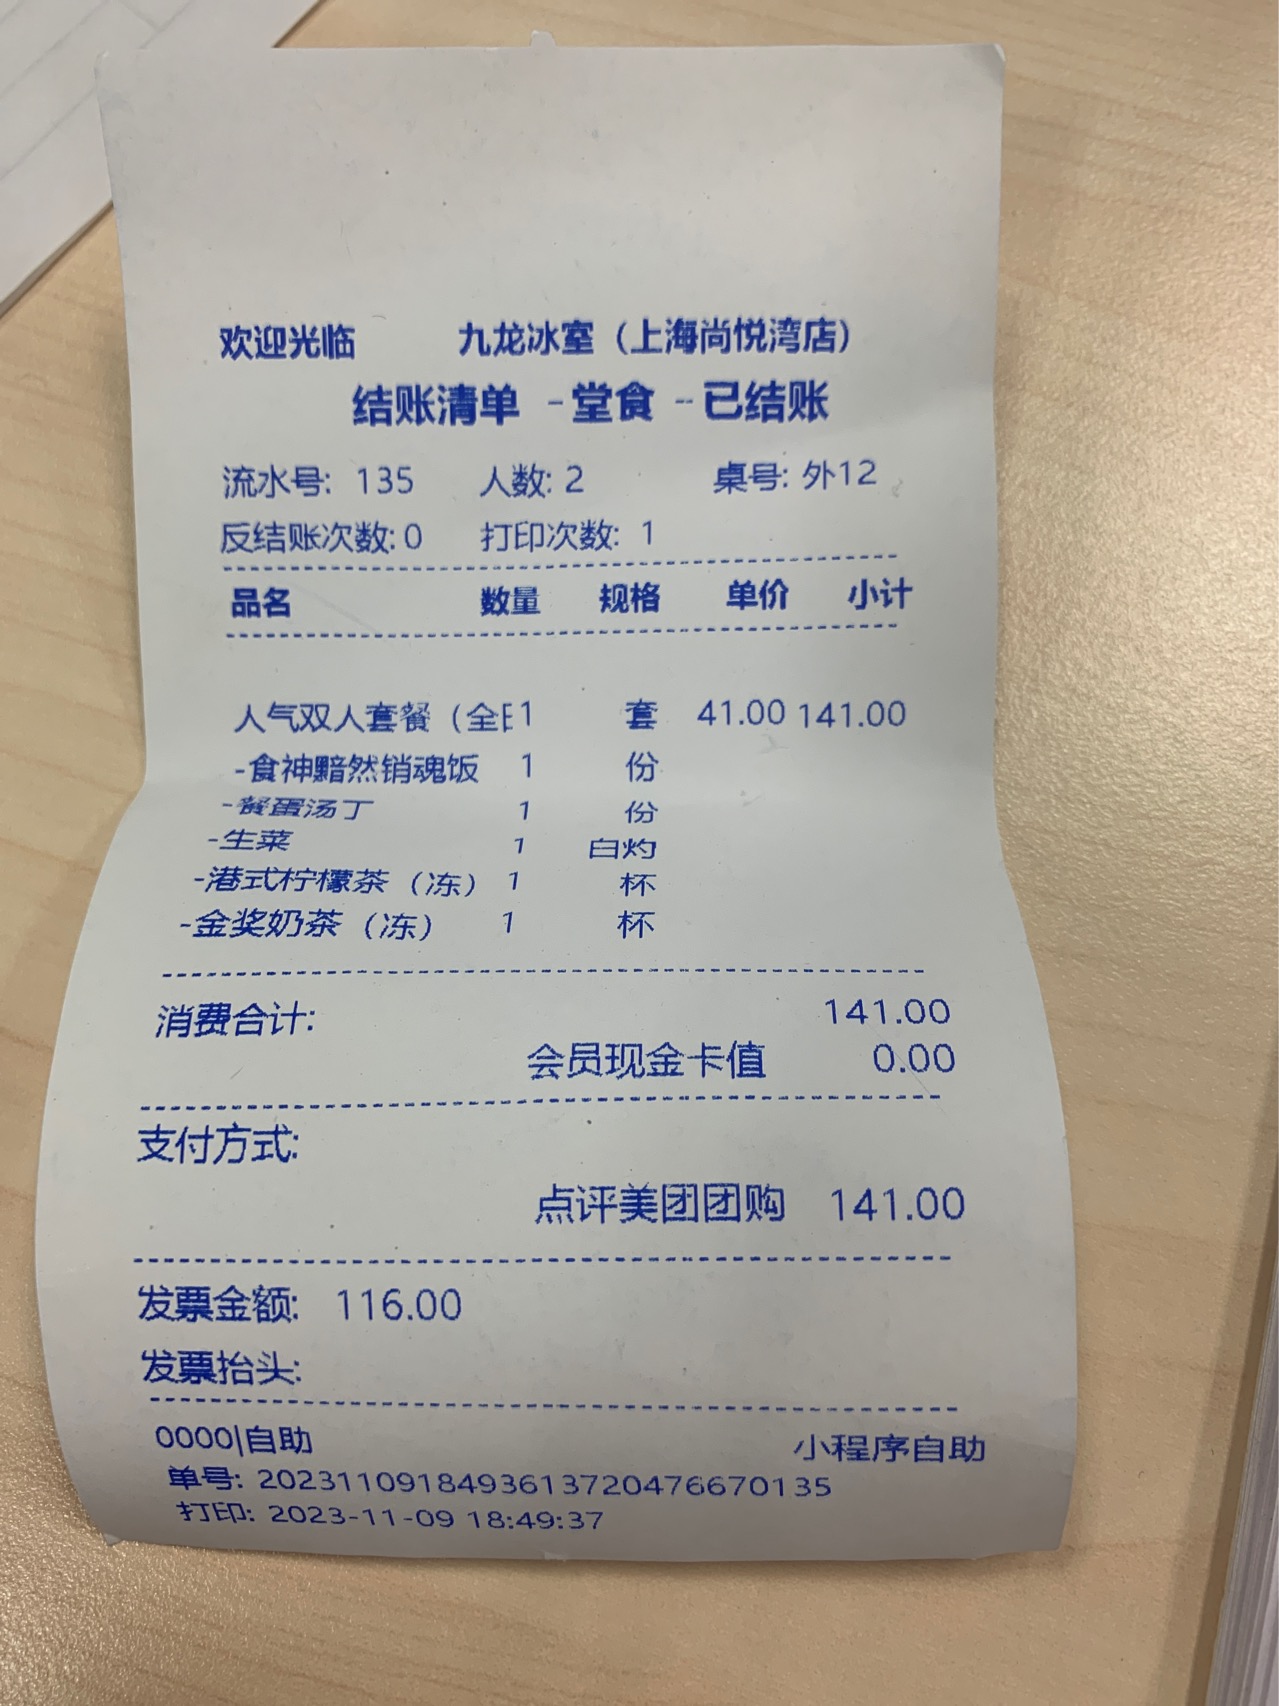 欢迎光临 九龙冰室（上海尚悦湾店）
结账清单 -堂食 --已结账
流水号: 135 人数: 2 桌号: 外12
反结账次数: 0 打印次数: 1
品名 数量 规格 单价 小计
人气双人套餐（全日1 套 41.00 141.00
-食神黯然销魂饭 1 份
-餐蛋汤丁 1 份
-生菜 1 白灼
-港式柠檬茶（冻） 1 杯
-金奖奶茶（冻） 1 杯
消费合计: 141.00
会员现金卡值 0.00
支付方式:
点评美团团购 141.00
发票金额: 116.00
发票抬头:
0000|自助 小程序自助
单号: 2023110918493613720476670135
打印: 2023-11-09 18:49:37